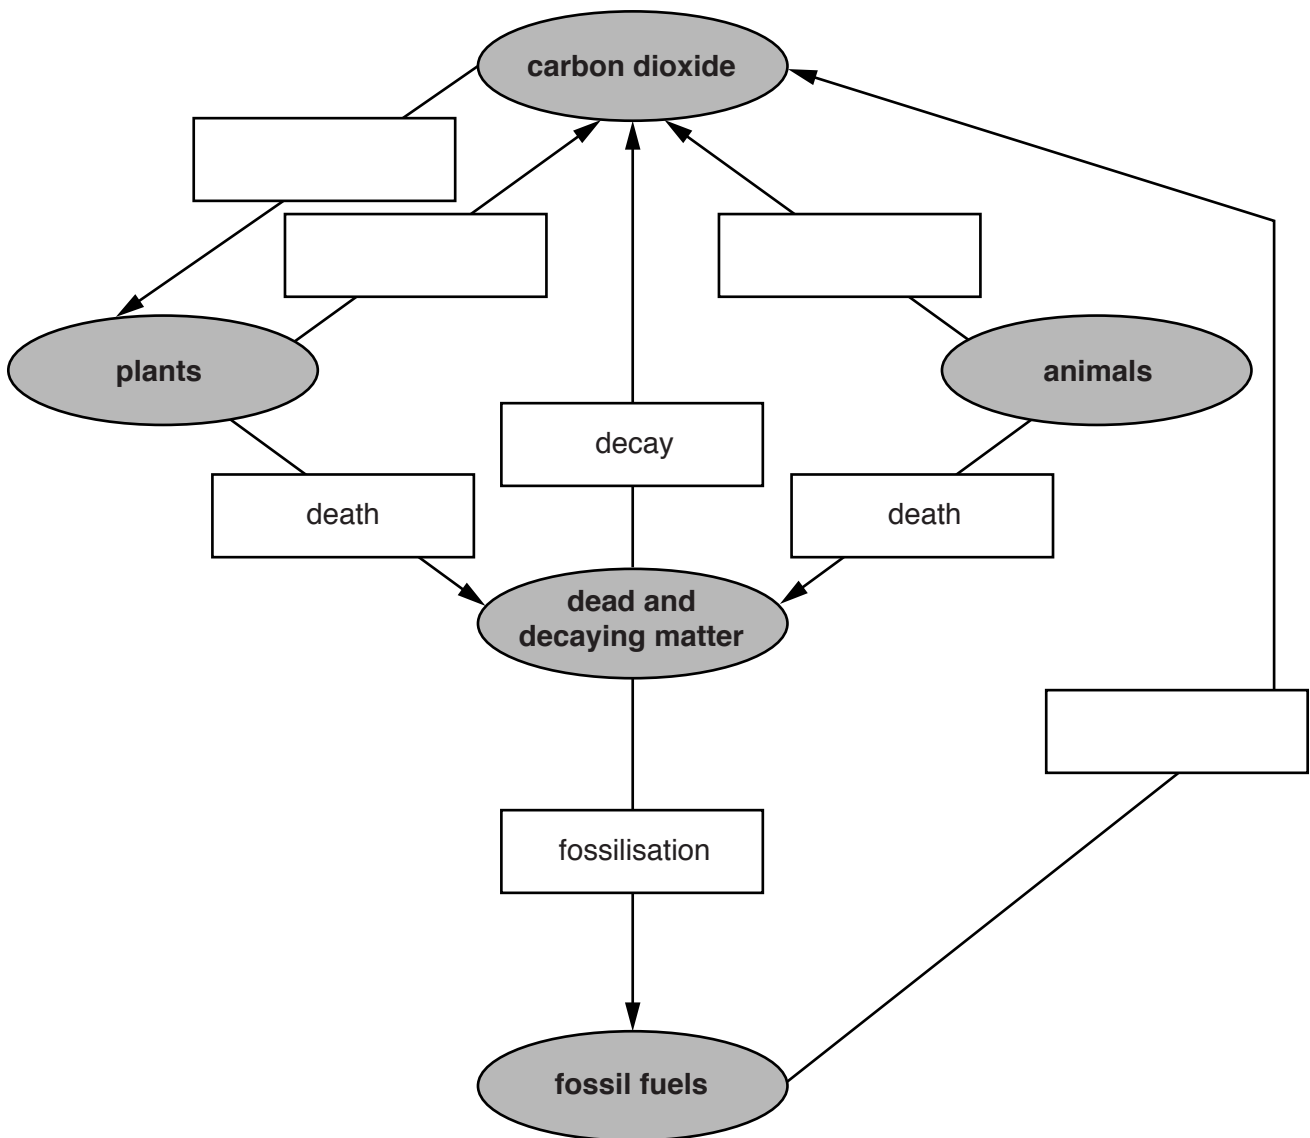 carbon dioxide
plants
animals
decay
death
death
dead and
decaying matter
fossilisation
fossil fuels